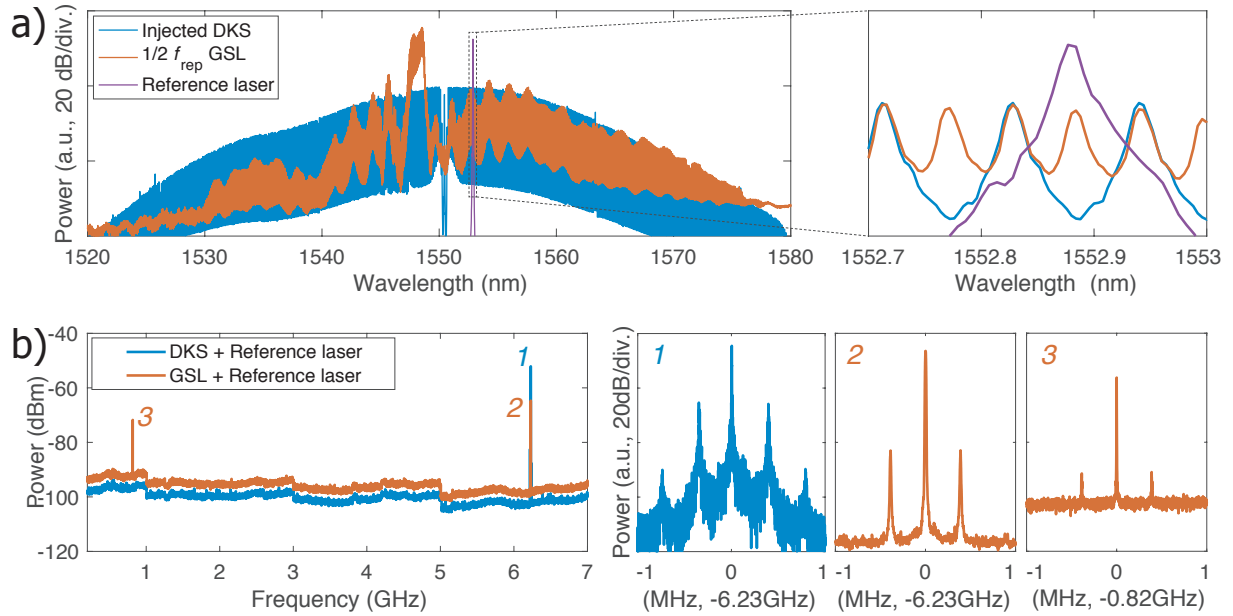 a)
Power (a.u., 20 dB/div.)
Injected DKS
1/2 f_rep GSL
Reference laser
1520 1530 1540 1550 1560 1570 1580
Wavelength (nm)
1552.7 1552.8 1552.9 1553
Wavelength (nm)
b)
Power (dBm)
-40
-60
-80
-100
-120
DKS + Reference laser
GSL + Reference laser
1
2
3
1 2 3 4 5 6 7
Frequency (GHz)
Power (a.u., 20dB/div.)
1
-1 0 1
(MHz, -6.23GHz)
2
-1 0 1
(MHz, -6.23GHz)
3
-1 0 1
(MHz, -0.82GHz)